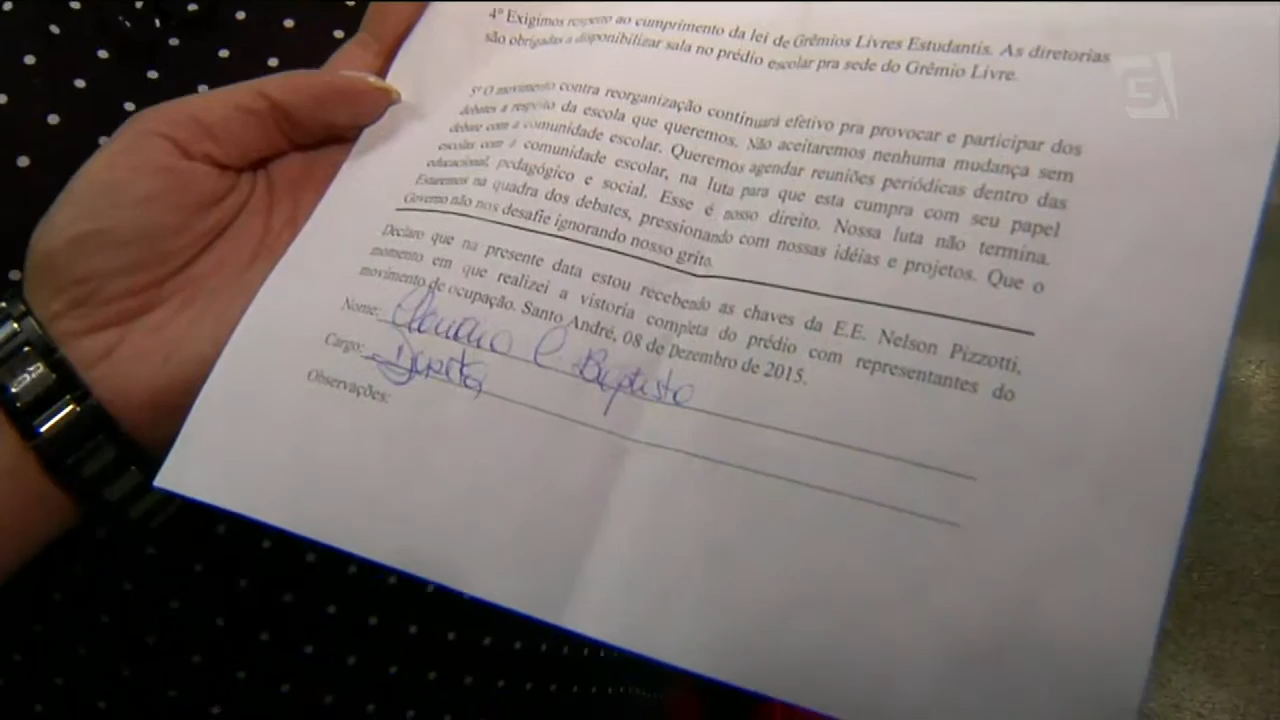 4º Exigimos respeito ao cumprimento da lei de Grêmios Livres Estudantis. As diretorias
são obrigadas a disponibilizar sala no prédio escolar pra sede do Grêmio Livre.
5º O movimento contra reorganização continuará efetivo pra provocar e participar dos
debates a respeito da escola que queremos. Não aceitaremos nenhuma mudança sem
debate com a comunidade escolar. Queremos agendar reuniões periódicas dentro das
escolas com a comunidade escolar, na luta para que esta cumpra com seu papel
educacional, pedagógico e social. Esse é nosso direito. Nossa luta não termina.
Estaremos na quadra dos debates, pressionando com nossas idéias e projetos. Que o
Governo não nos desafie ignorando nosso grito.
Declaro que na presente data estou recebendo as chaves da E.E. Nelson Pizzotti,
momento em que realizei a vistoria completa do prédio com representantes do
movimento de ocupação. Santo André, 08 de Dezembro de 2015.
Nome: C Baptista
Cargo:
Observações: